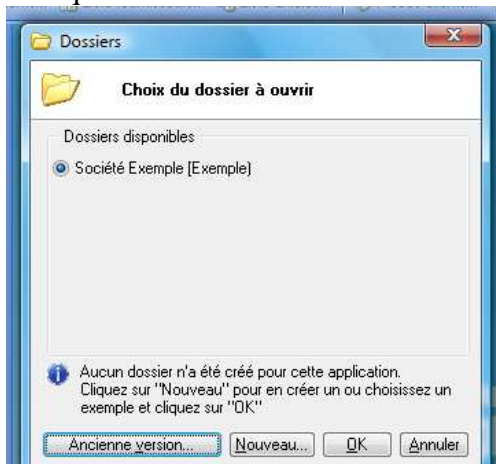 Dossiers
Choix du dossier à ouvrir
Dossiers disponibles
Société Exemple [Exemple)
Aucun dossier n'a été créé pour cette application.
Cliquez sur "Nouveau" pour en créer un ou choisissez un
exemple et cliquez sur "OK"
Ancienne version... Nouveau... OK Annuler